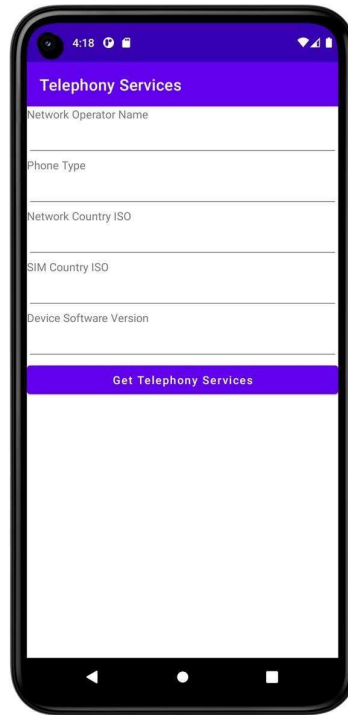 4:18
Telephony Services
Network Operator Name
Phone Type
Network Country ISO
SIM Country ISO
Device Software Version
Get Telephony Services